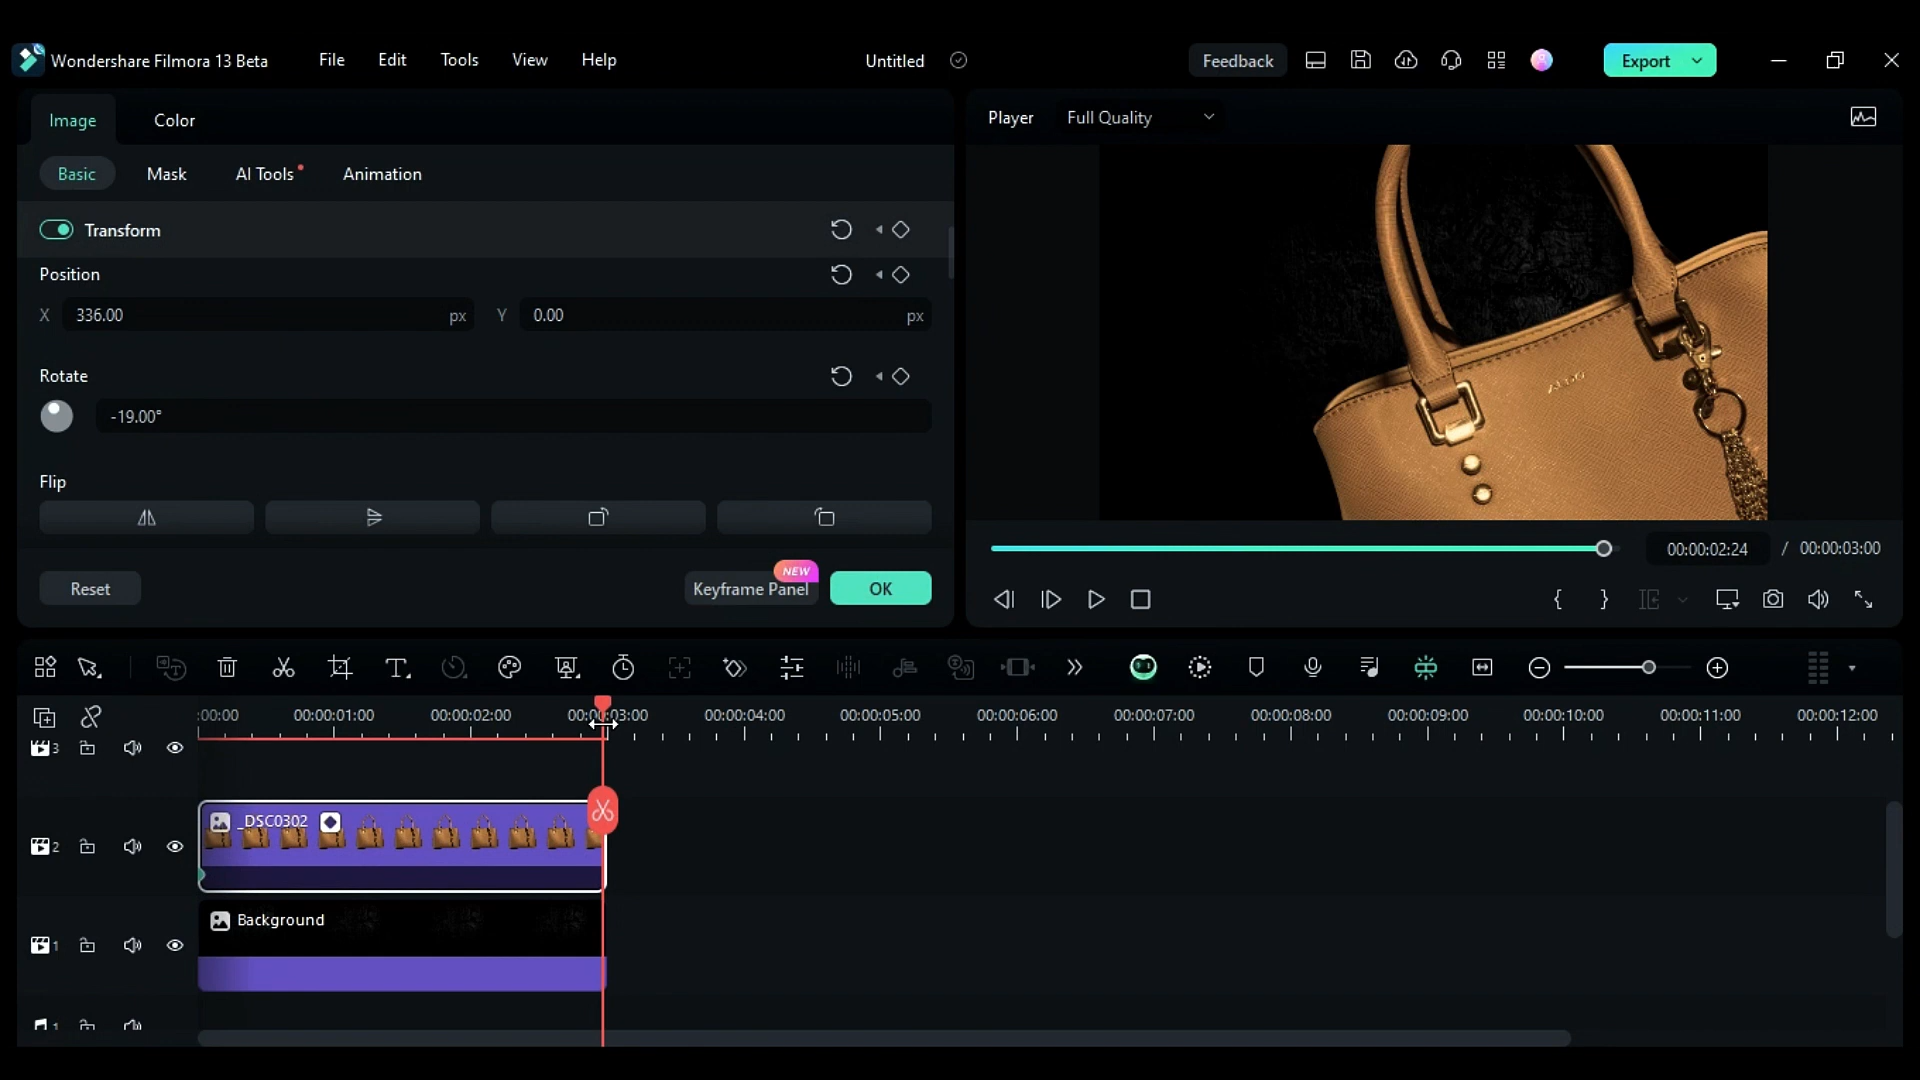 Wondershare Filmora 13 Beta
File
Edit
Tools
View
Help
Untitled
Feedback
Export
Image
Color
Basic
Mask
AI Tools
Animation
Transform
Position
X
336.00
px
Y
0.00
px
Rotate
-19.00°
Flip
Reset
NEW
Keyframe Panel
OK
Player
Full Quality
ALDO
00:00:02:24
/
00:00:03:00
:00:00
00:00:01:00
00:00:02:00
00:00:03:00
00:00:04:00
00:00:05:00
00:00:06:00
00:00:07:00
00:00:08:00
00:00:09:00
00:00:10:00
00:00:11:00
00:00:12:00
3
_DSC0302
2
Background
1
1